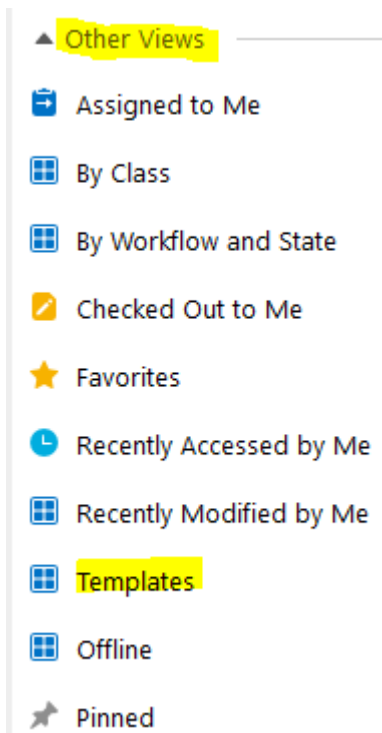 Other Views
Assigned to Me
By Class
By Workflow and State
Checked Out to Me
Favorites
Recently Accessed by Me
Recently Modified by Me
Templates
Offline
Pinned